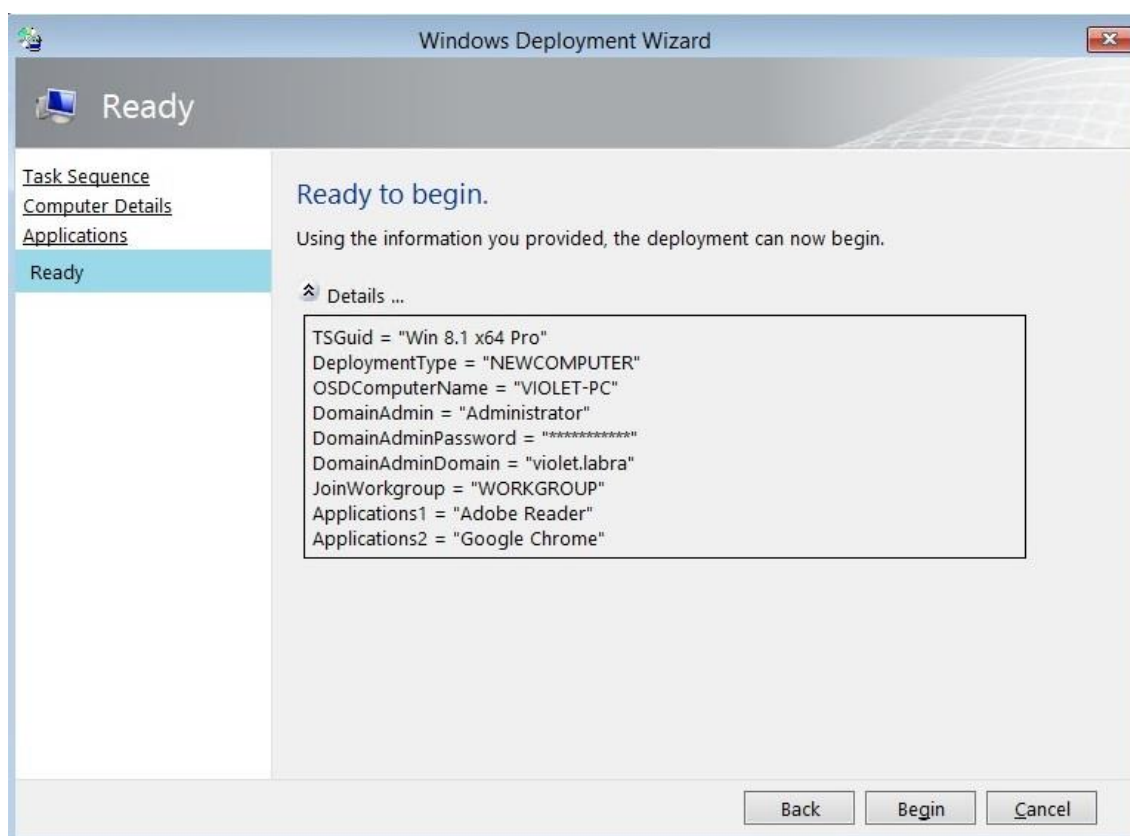 Windows Deployment Wizard
Ready
Task Sequence
Computer Details
Applications
Ready
Ready to begin.
Using the information you provided, the deployment can now begin.
Details ...
TSGuid = "Win 8.1 x64 Pro"
DeploymentType = "NEWCOMPUTER"
OSDComputerName = "VIOLET-PC"
DomainAdmin = "Administrator"
DomainAdminPassword = "***********"
DomainAdminDomain = "violet.labra"
JoinWorkgroup = "WORKGROUP"
Applications1 = "Adobe Reader"
Applications2 = "Google Chrome"
Back Begin Cancel